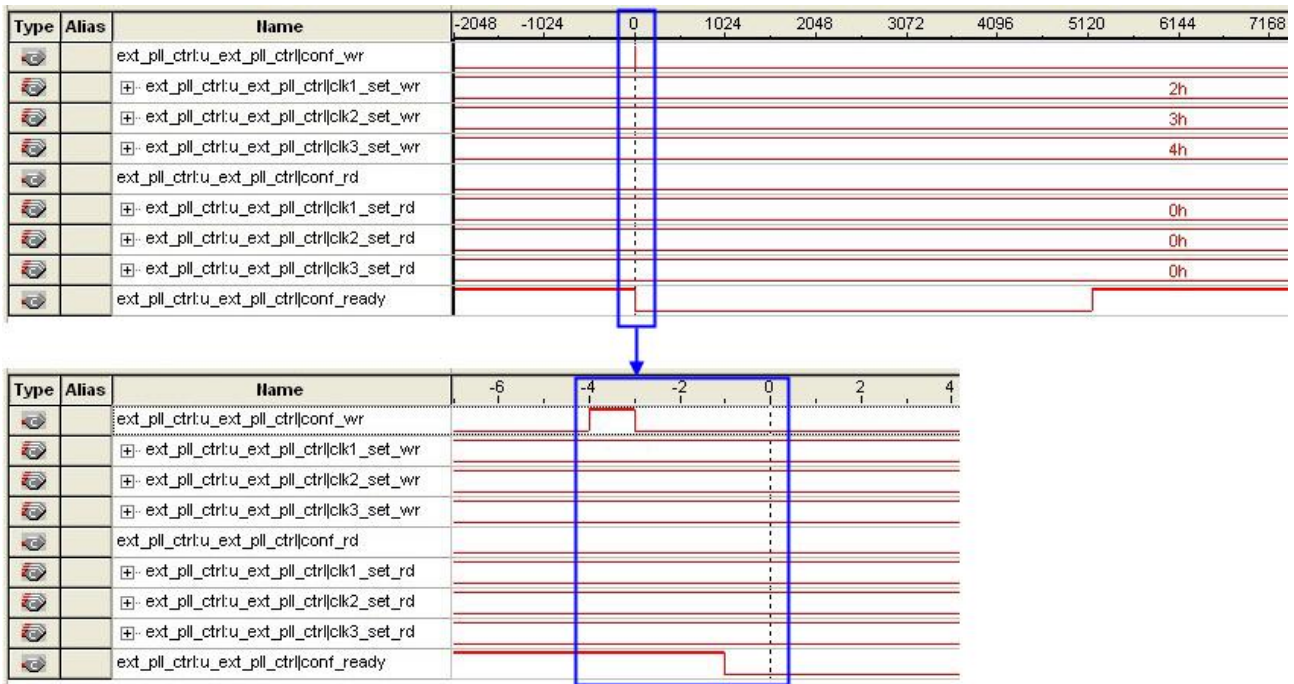 Type Alias Name -2048 -1024 0 1024 2048 3072 4096 5120 6144 7168
ext_pll_ctrl:u_ext_pll_ctrl|conf_wr
ext_pll_ctrl:u_ext_pll_ctrl|clk1_set_wr 2h
ext_pll_ctrl:u_ext_pll_ctrl|clk2_set_wr 3h
ext_pll_ctrl:u_ext_pll_ctrl|clk3_set_wr 4h
ext_pll_ctrl:u_ext_pll_ctrl|conf_rd
ext_pll_ctrl:u_ext_pll_ctrl|clk1_set_rd 0h
ext_pll_ctrl:u_ext_pll_ctrl|clk2_set_rd 0h
ext_pll_ctrl:u_ext_pll_ctrl|clk3_set_rd 0h
ext_pll_ctrl:u_ext_pll_ctrl|conf_ready
Type Alias Name -6 -4 -2 0 2 4
ext_pll_ctrl:u_ext_pll_ctrl|conf_wr
ext_pll_ctrl:u_ext_pll_ctrl|clk1_set_wr
ext_pll_ctrl:u_ext_pll_ctrl|clk2_set_wr
ext_pll_ctrl:u_ext_pll_ctrl|clk3_set_wr
ext_pll_ctrl:u_ext_pll_ctrl|conf_rd
ext_pll_ctrl:u_ext_pll_ctrl|clk1_set_rd
ext_pll_ctrl:u_ext_pll_ctrl|clk2_set_rd
ext_pll_ctrl:u_ext_pll_ctrl|clk3_set_rd
ext_pll_ctrl:u_ext_pll_ctrl|conf_ready